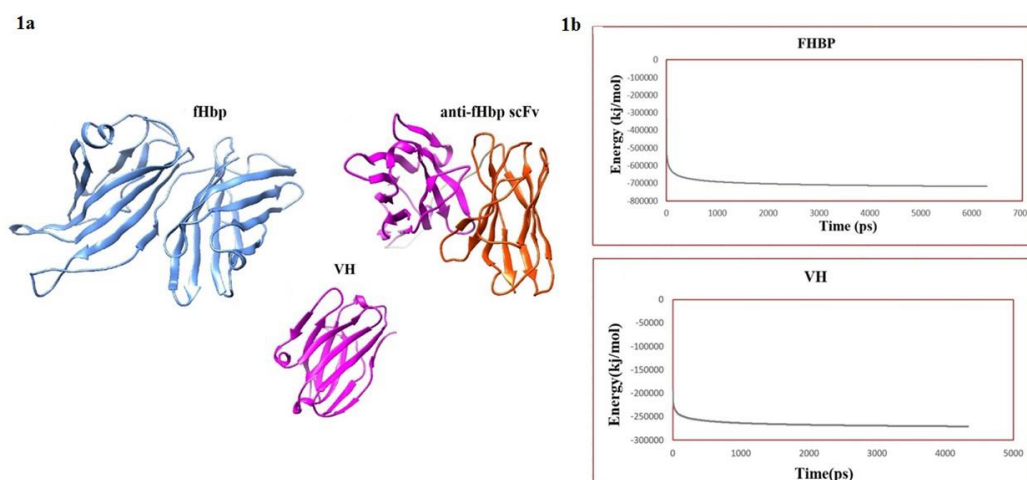 1a
1b
fHbp
anti-fHbp scFv
VH
FHBP
Energy (kj/mol)
0
-100000
-200000
-300000
-400000
-500000
-600000
-700000
-800000
0 1000 2000 3000 4000 5000 6000 7000
Time (ps)
VH
Energy(kj/mol)
0
-50000
-100000
-150000
-200000
-250000
-300000
0 1000 2000 3000 4000 5000
Time(ps)